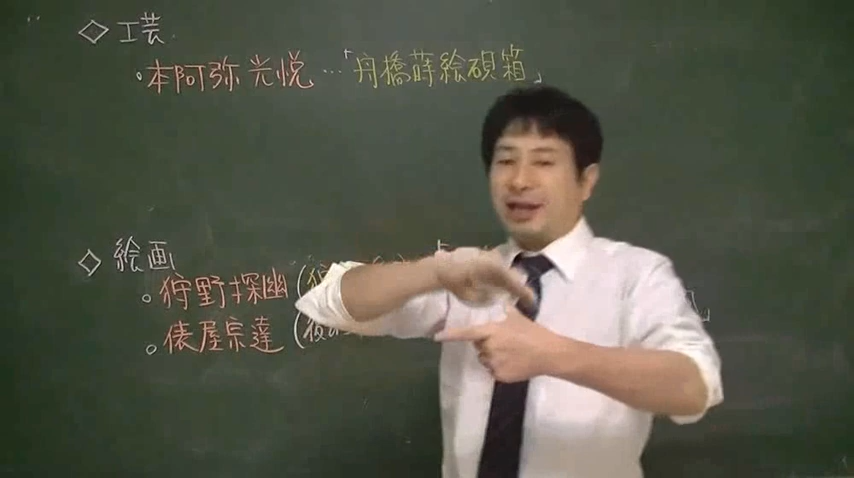 ◇ 工芸
・本阿弥光悦…「舟橋蒔絵硯箱」
◇ 絵画
。狩野探幽(狩
。俵屋宗達(